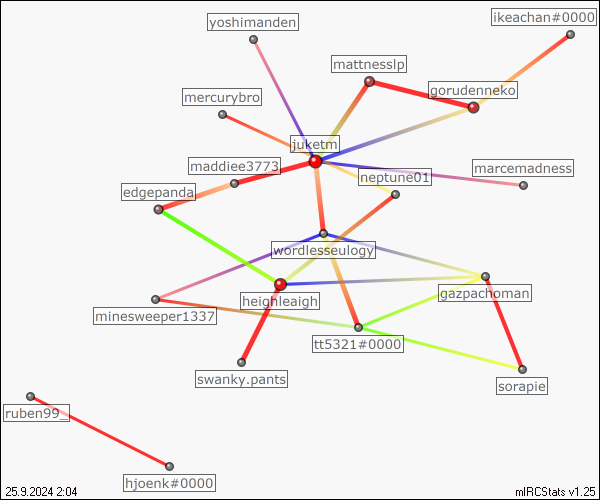 ikeachan#0000
yoshimanden
mattnesslp
gorudenneko
mercurybro
juketm
maddiee3773
marcemadness
neptune01
edgepanda
wordlesseulogy
gazpachoman
heighleaigh
minesweeper1337
tt5321#0000
swanky.pants
sorapie
ruben99_
hjoenk#0000
25.9.2024 2:04
mIRCStats v1.25